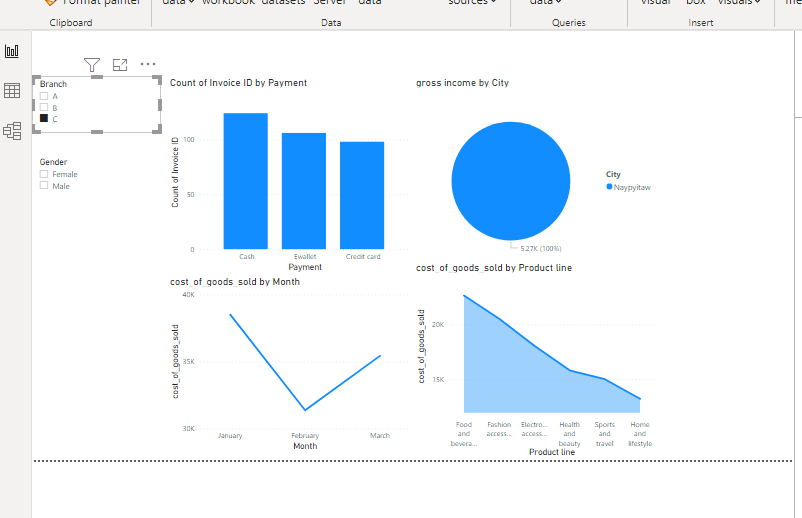 Format painter
data workbook datasets Server data
sources
data
visual box visuals
Clipboard
Data
Queries
Insert
Branch
A
B
C
Gender
Female
Male
Count of Invoice ID by Payment
Count of Invoice ID
100
50
0
Cash
Ewallet
Credit card
Payment
gross income by City
5.27K (100%)
City
Naypyitaw
cost_of_goods_sold by Month
cost_of_goods_sold
40K
35K
30K
January
February
March
Month
cost_of_goods_sold by Product line
cost_of_goods_sold
20K
15K
Food
and
bevera...
Fashion
access...
Electro...
access...
Health
and
beauty
Sports
and
travel
Home
and
lifestyle
Product line